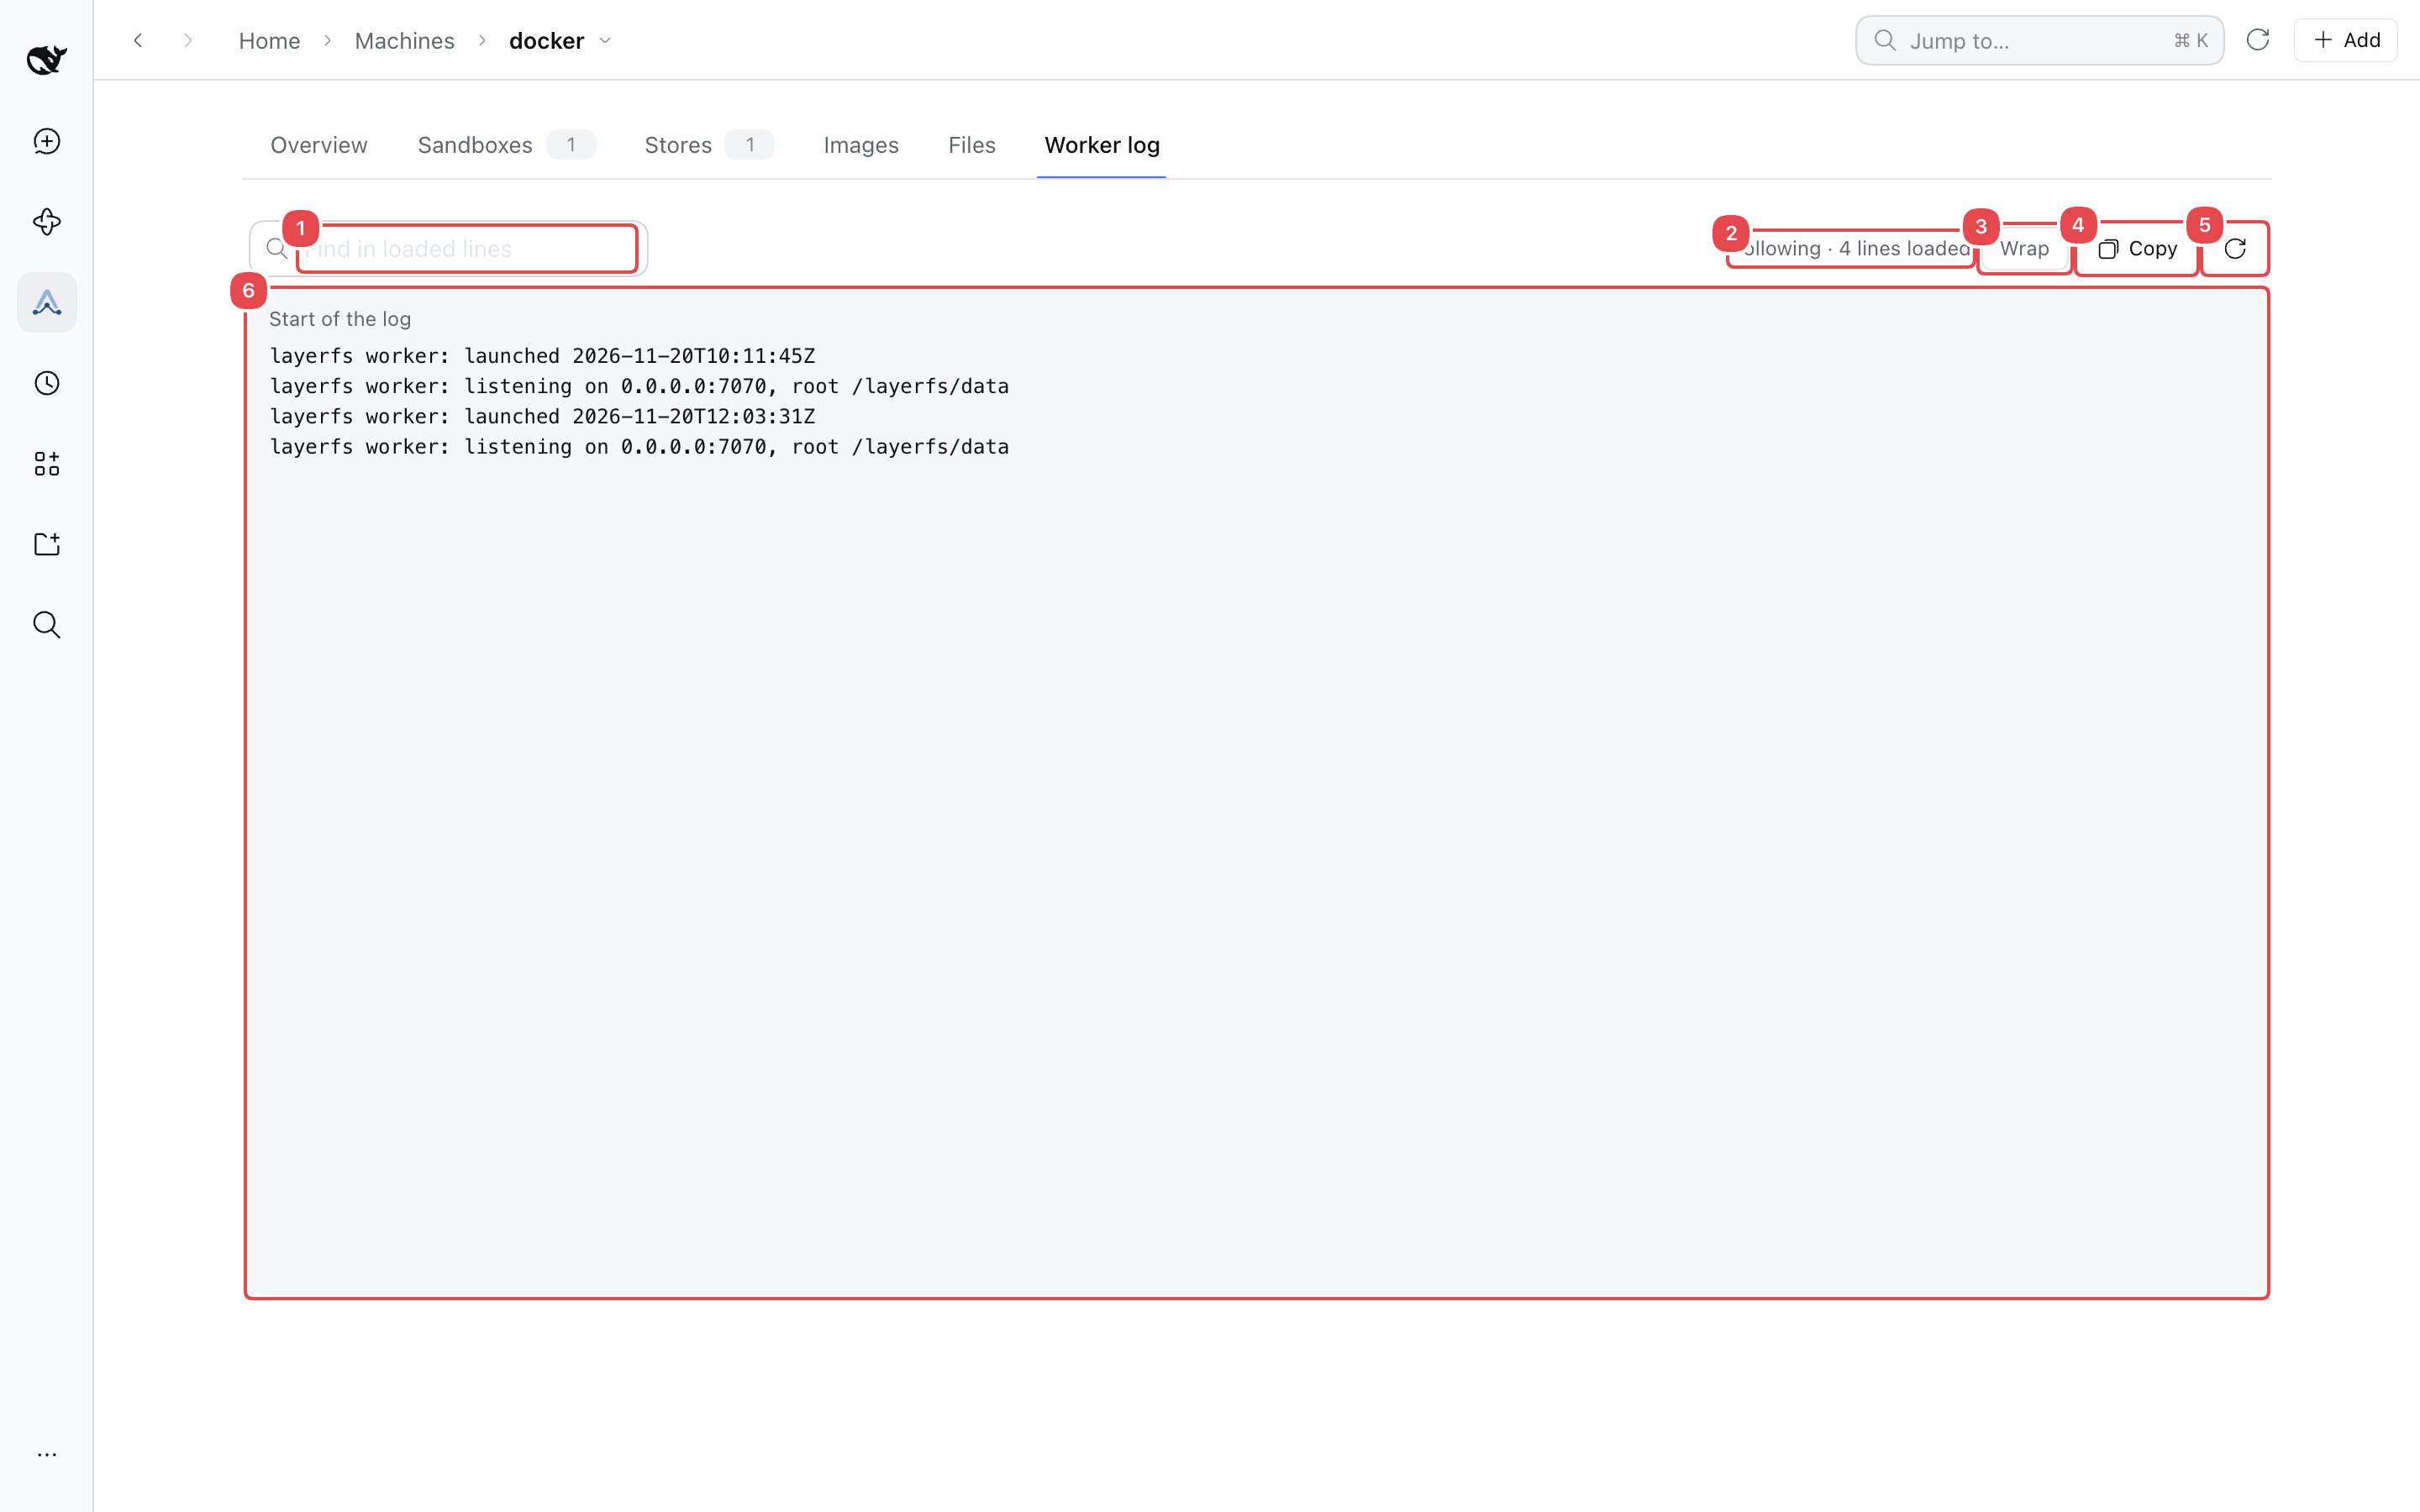 Home > Machines > docker
Jump to... ⌘ K
+ Add
Overview Sandboxes 1 Stores 1 Images Files Worker log
1
in loaded lines
2
· 4 lines loaded
3
Wrap
4
Copy
5
6
Start of the log
layerfs worker: launched 2026-11-20T10:11:45Z
layerfs worker: listening on 0.0.0.0:7070, root /layerfs/data
layerfs worker: launched 2026-11-20T12:03:31Z
layerfs worker: listening on 0.0.0.0:7070, root /layerfs/data